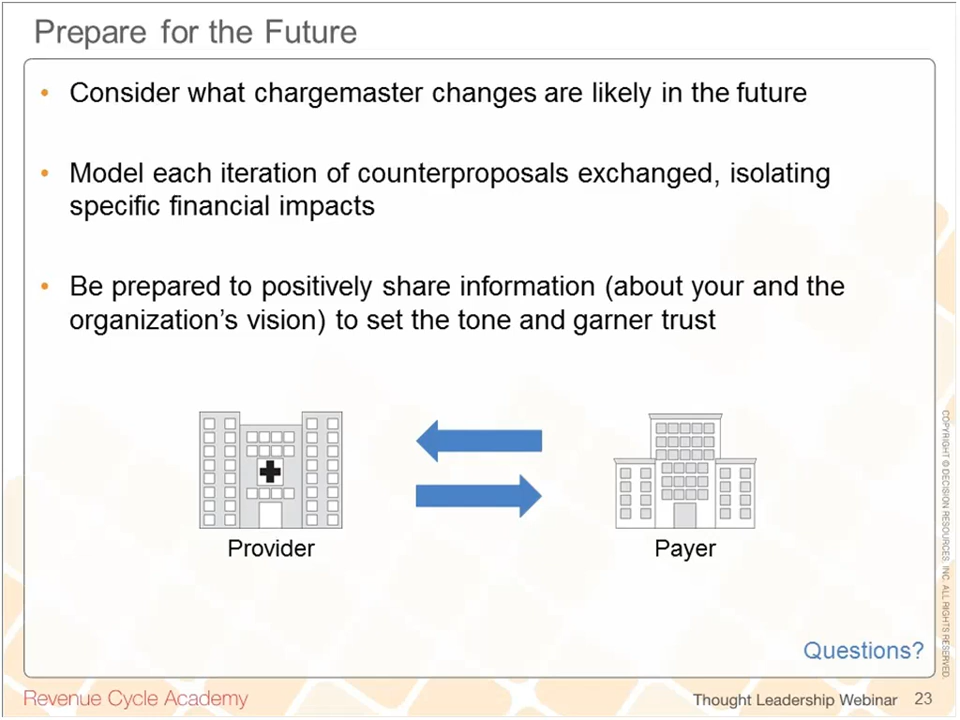 Prepare for the Future
• Consider what chargemaster changes are likely in the future
• Model each iteration of counterproposals exchanged, isolating
specific financial impacts
• Be prepared to positively share information (about your and the
organization's vision) to set the tone and garner trust
Provider
Payer
Questions?
COPYRIGHT © DECISION RESOURCES, INC. ALL RIGHTS RESERVED.
Revenue Cycle Academy
Thought Leadership Webinar 23